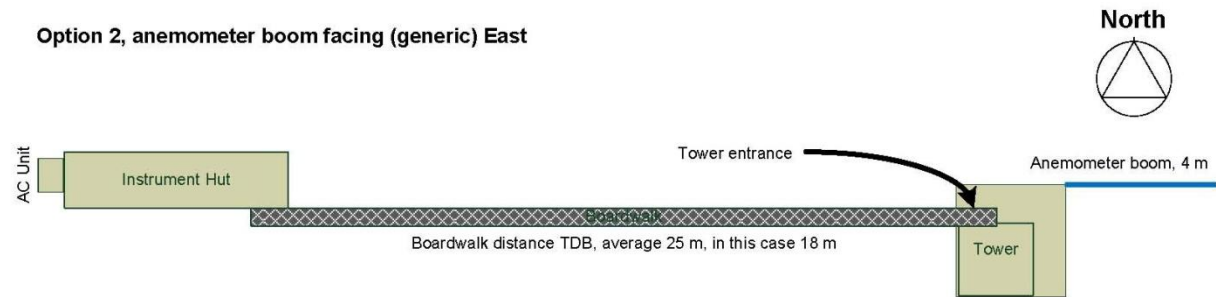 Option 2, anemometer boom facing (generic) East
North
AC Unit
Instrument Hut
Tower entrance
Anemometer boom, 4 m
Boardwalk
Boardwalk distance TDB, average 25 m, in this case 18 m
Tower